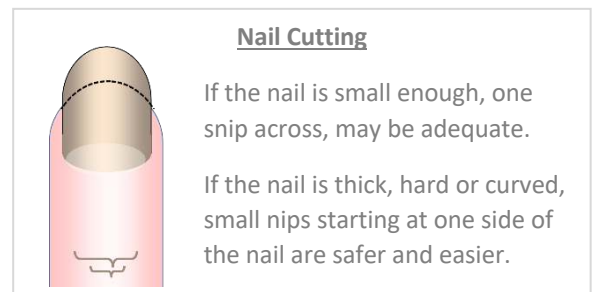 Nail Cutting
If the nail is small enough, one
snip across, may be adequate.
If the nail is thick, hard or curved,
small nips starting at one side of
the nail are safer and easier.